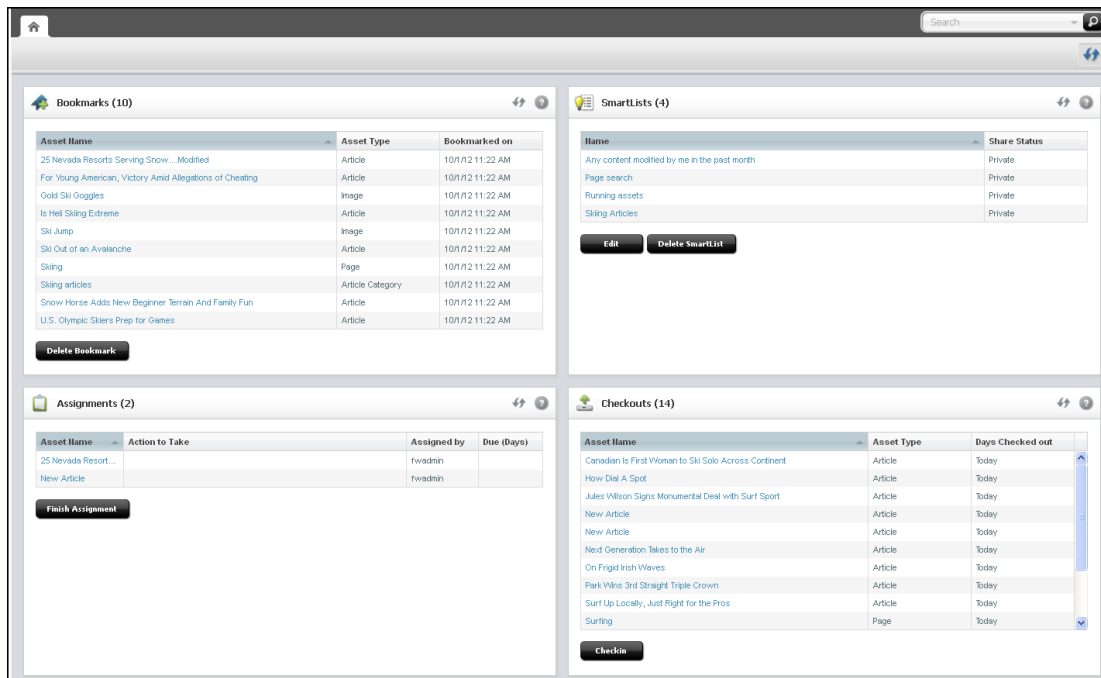 Search
Bookmarks (10)
Asset Name Asset Type Bookmarked on
25 Nevada Resorts Serving Snow....Modified Article 10/1/12 11:22 AM
For Young American, Victory Amid Allegations of Cheating Article 10/1/12 11:22 AM
Gold Ski Goggles Image 10/1/12 11:22 AM
Is Heli Skiing Extreme Article 10/1/12 11:22 AM
Ski Jump Image 10/1/12 11:22 AM
Ski Out of an Avalanche Article 10/1/12 11:22 AM
Skiing Page 10/1/12 11:22 AM
Skiing articles Article Category 10/1/12 11:22 AM
Snow Horse Adds New Beginner Terrain And Family Fun Article 10/1/12 11:22 AM
U.S. Olympic Skiers Prep for Games Article 10/1/12 11:22 AM
Delete Bookmark
SmartLists (4)
Name Share Status
Any content modified by me in the past month Private
Page search Private
Running assets Private
Skiing Articles Private
Edit Delete SmartList
Assignments (2)
Asset Name Action to Take Assigned by Due (Days)
25 Nevada Resort... fwadmin
New Article fwadmin
Finish Assignment
Checkouts (14)
Asset Name Asset Type Days Checked out
Canadian Is First Woman to Ski Solo Across Continent Article Today
How Dial A Spot Article Today
Jules Wilson Signs Monumental Deal with Surf Sport Article Today
New Article Article Today
New Article Article Today
Next Generation Takes to the Air Article Today
On Frigid Irish Waves Article Today
Park Wins 3rd Straight Triple Crown Article Today
Surf Up Locally, Just Right for the Pros Article Today
Surfing Page Today
Checkin